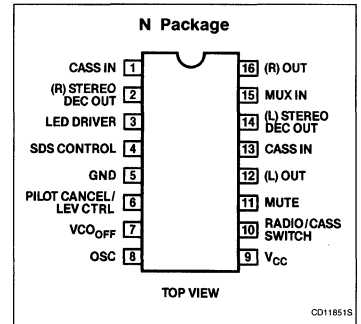 N Package
CASS IN 1
(R) STEREO
DEC OUT 2
LED DRIVER 3
SDS CONTROL 4
GND 5
PILOT CANCEL/
LEV CTRL 6
VCO OFF 7
OSC 8
16 (R) OUT
15 MUX IN
14 (L) STEREO
DEC OUT
13 CASS IN
12 (L) OUT
11 MUTE
10 RADIO/CASS
SWITCH
9 VCC
TOP VIEW
CD11851S